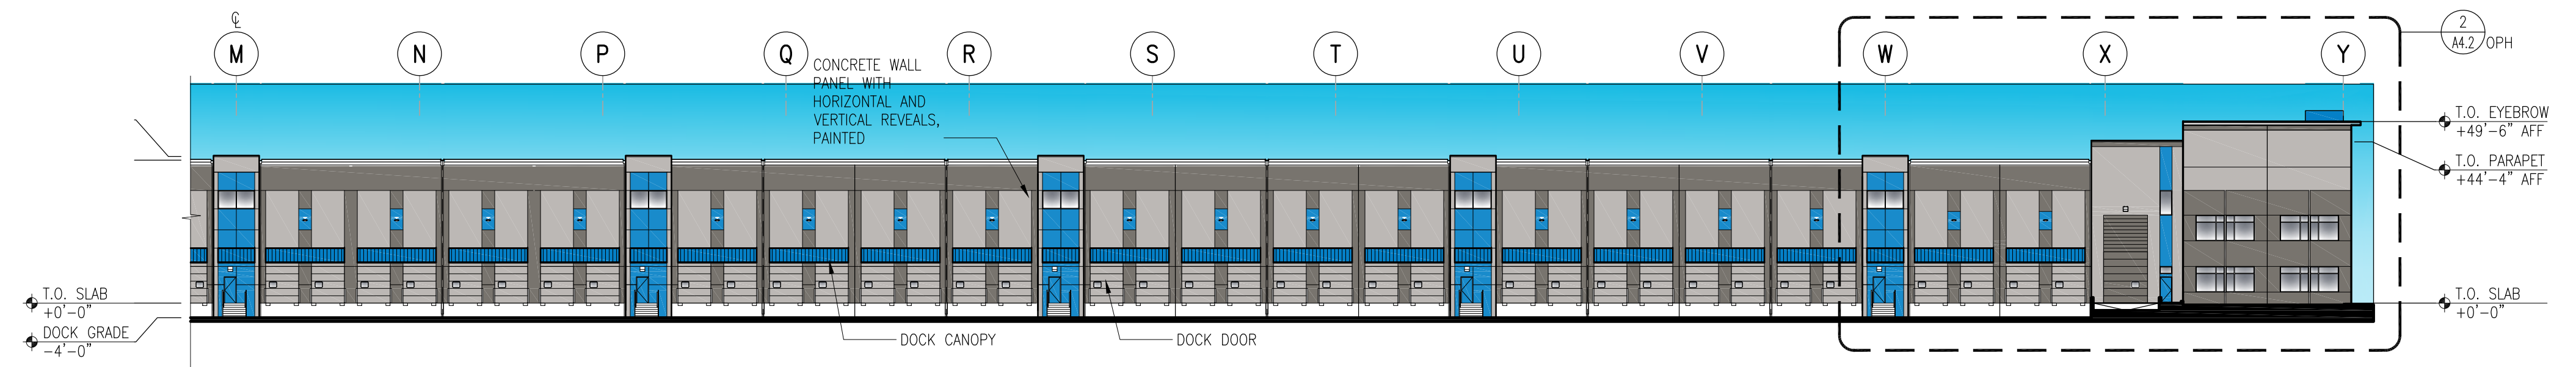 ℄
M
N
P
Q
R
S
T
U
V
W
X
Y
2
A4.2
OPH
CONCRETE WALL
PANEL WITH
HORIZONTAL AND
VERTICAL REVEALS,
PAINTED
T.O. EYEBROW
+49'-6" AFF
T.O. PARAPET
+44'-4" AFF
T.O. SLAB
+0'-0"
DOCK GRADE
-4'-0"
T.O. SLAB
+0'-0"
DOCK CANOPY
DOCK DOOR